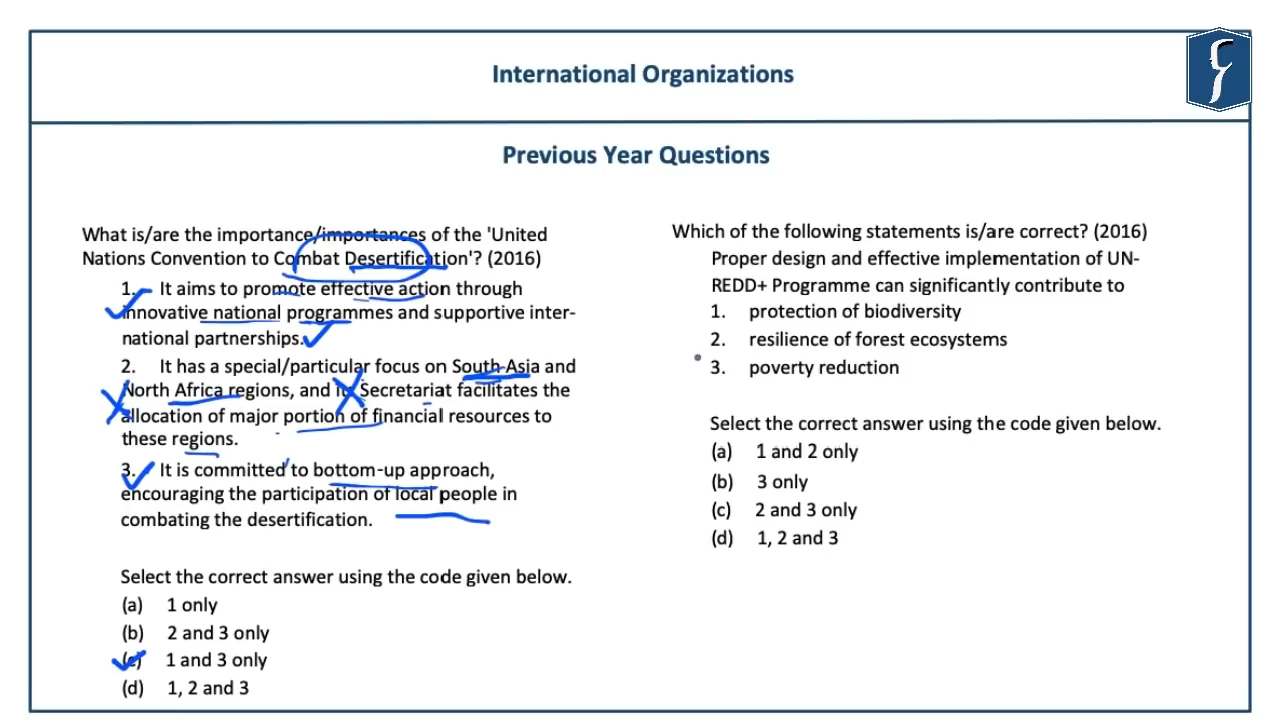 International Organizations
Previous Year Questions
What is/are the importance/importances of the 'United
Nations Convention to Combat Desertification'? (2016)
1. It aims to promote effective action through
innovative national programmes and supportive inter-
national partnerships.
2. It has a special/particular focus on South Asia and
North Africa regions, and its Secretariat facilitates the
allocation of major portion of financial resources to
these regions.
3. It is committed to bottom-up approach,
encouraging the participation of local people in
combating the desertification.
Select the correct answer using the code given below.
(a) 1 only
(b) 2 and 3 only
(c) 1 and 3 only
(d) 1, 2 and 3
Which of the following statements is/are correct? (2016)
Proper design and effective implementation of UN-
REDD+ Programme can significantly contribute to
1. protection of biodiversity
2. resilience of forest ecosystems
3. poverty reduction
Select the correct answer using the code given below.
(a) 1 and 2 only
(b) 3 only
(c) 2 and 3 only
(d) 1, 2 and 3